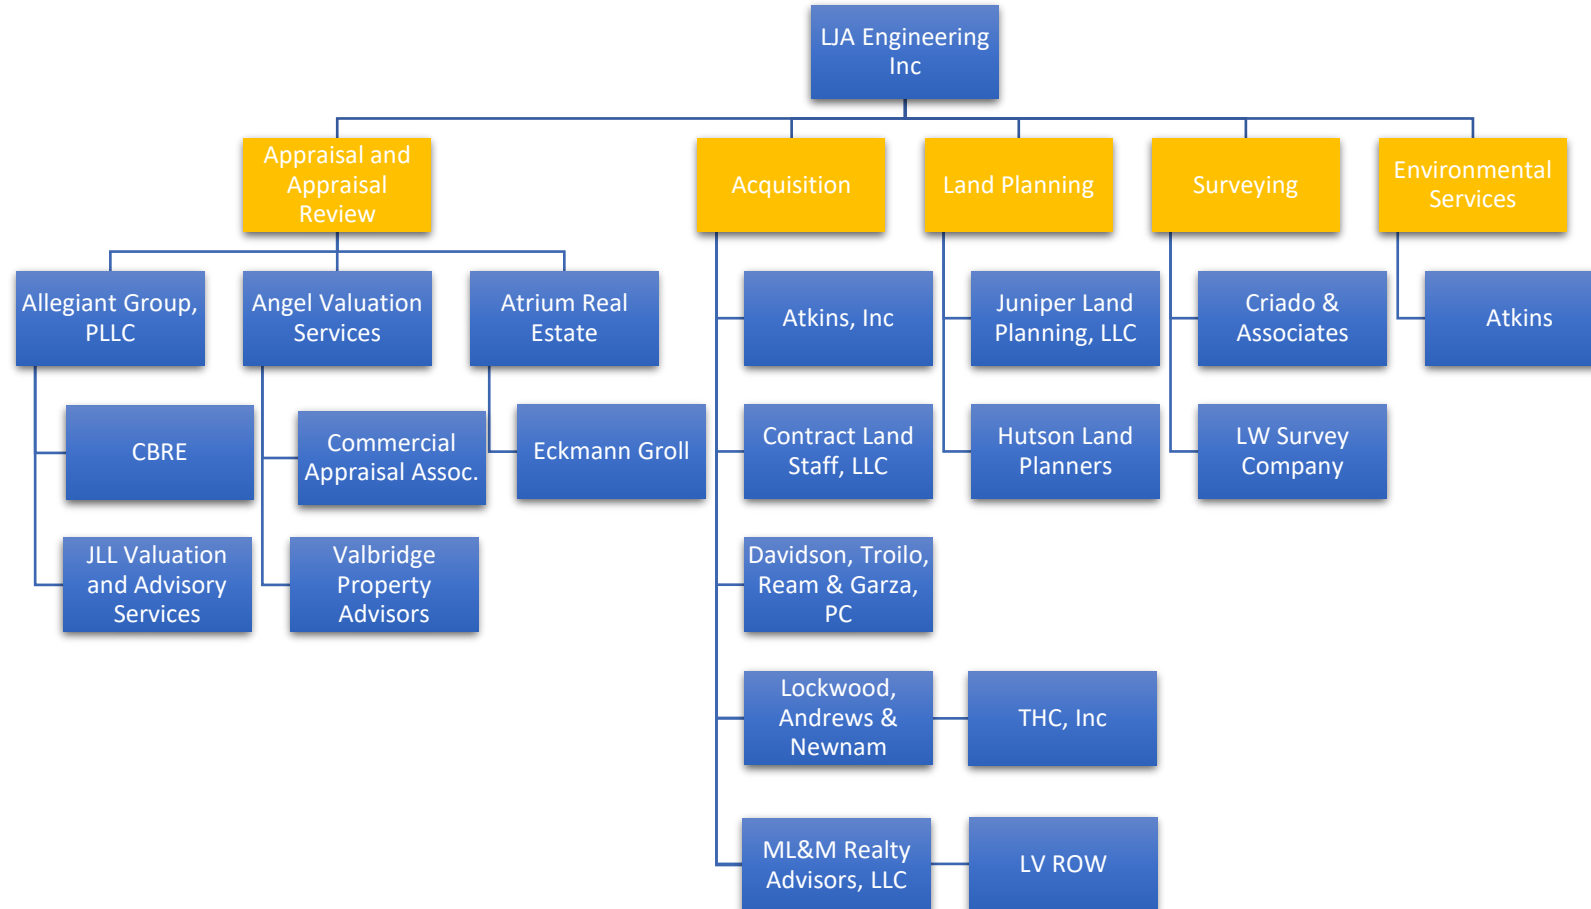 LJA Engineering
Inc
Appraisal and
Appraisal
Review
Acquisition
Land Planning
Surveying
Environmental
Services
Allegiant Group,
PLLC
Angel Valuation
Services
Atrium Real
Estate
Atkins, Inc
Juniper Land
Planning, LLC
Criado &
Associates
Atkins
CBRE
Commercial
Appraisal Assoc.
Eckmann Groll
Contract Land
Staff, LLC
Hutson Land
Planners
LW Survey
Company
JLL Valuation
and Advisory
Services
Valbridge
Property
Advisors
Davidson, Troilo,
Ream & Garza,
PC
Lockwood,
Andrews &
Newnam
THC, Inc
ML&M Realty
Advisors, LLC
LV ROW